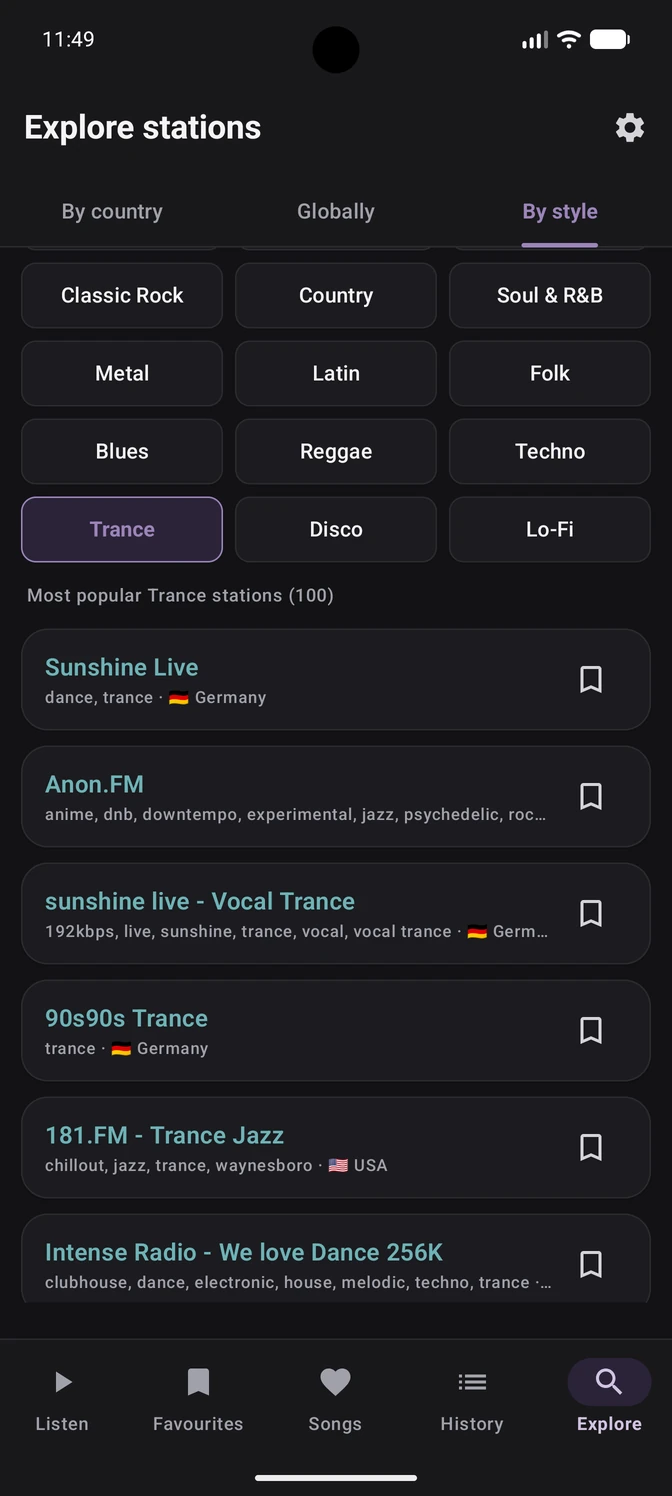 11:49
Explore stations
By country
Globally
By style
Classic Rock
Country
Soul & R&B
Metal
Latin
Folk
Blues
Reggae
Techno
Trance
Disco
Lo-Fi
Most popular Trance stations (100)
Sunshine Live
dance, trance · 🇩🇪 Germany
Anon.FM
anime, dnb, downtempo, experimental, jazz, psychedelic, roc...
sunshine live - Vocal Trance
192kbps, live, sunshine, trance, vocal, vocal trance · 🇩🇪 Germ...
90s90s Trance
trance · 🇩🇪 Germany
181.FM - Trance Jazz
chillout, jazz, trance, waynesboro · 🇺🇸 USA
Intense Radio - We love Dance 256K
clubhouse, dance, electronic, house, melodic, techno, trance ·...
Listen
Favourites
Songs
History
Explore